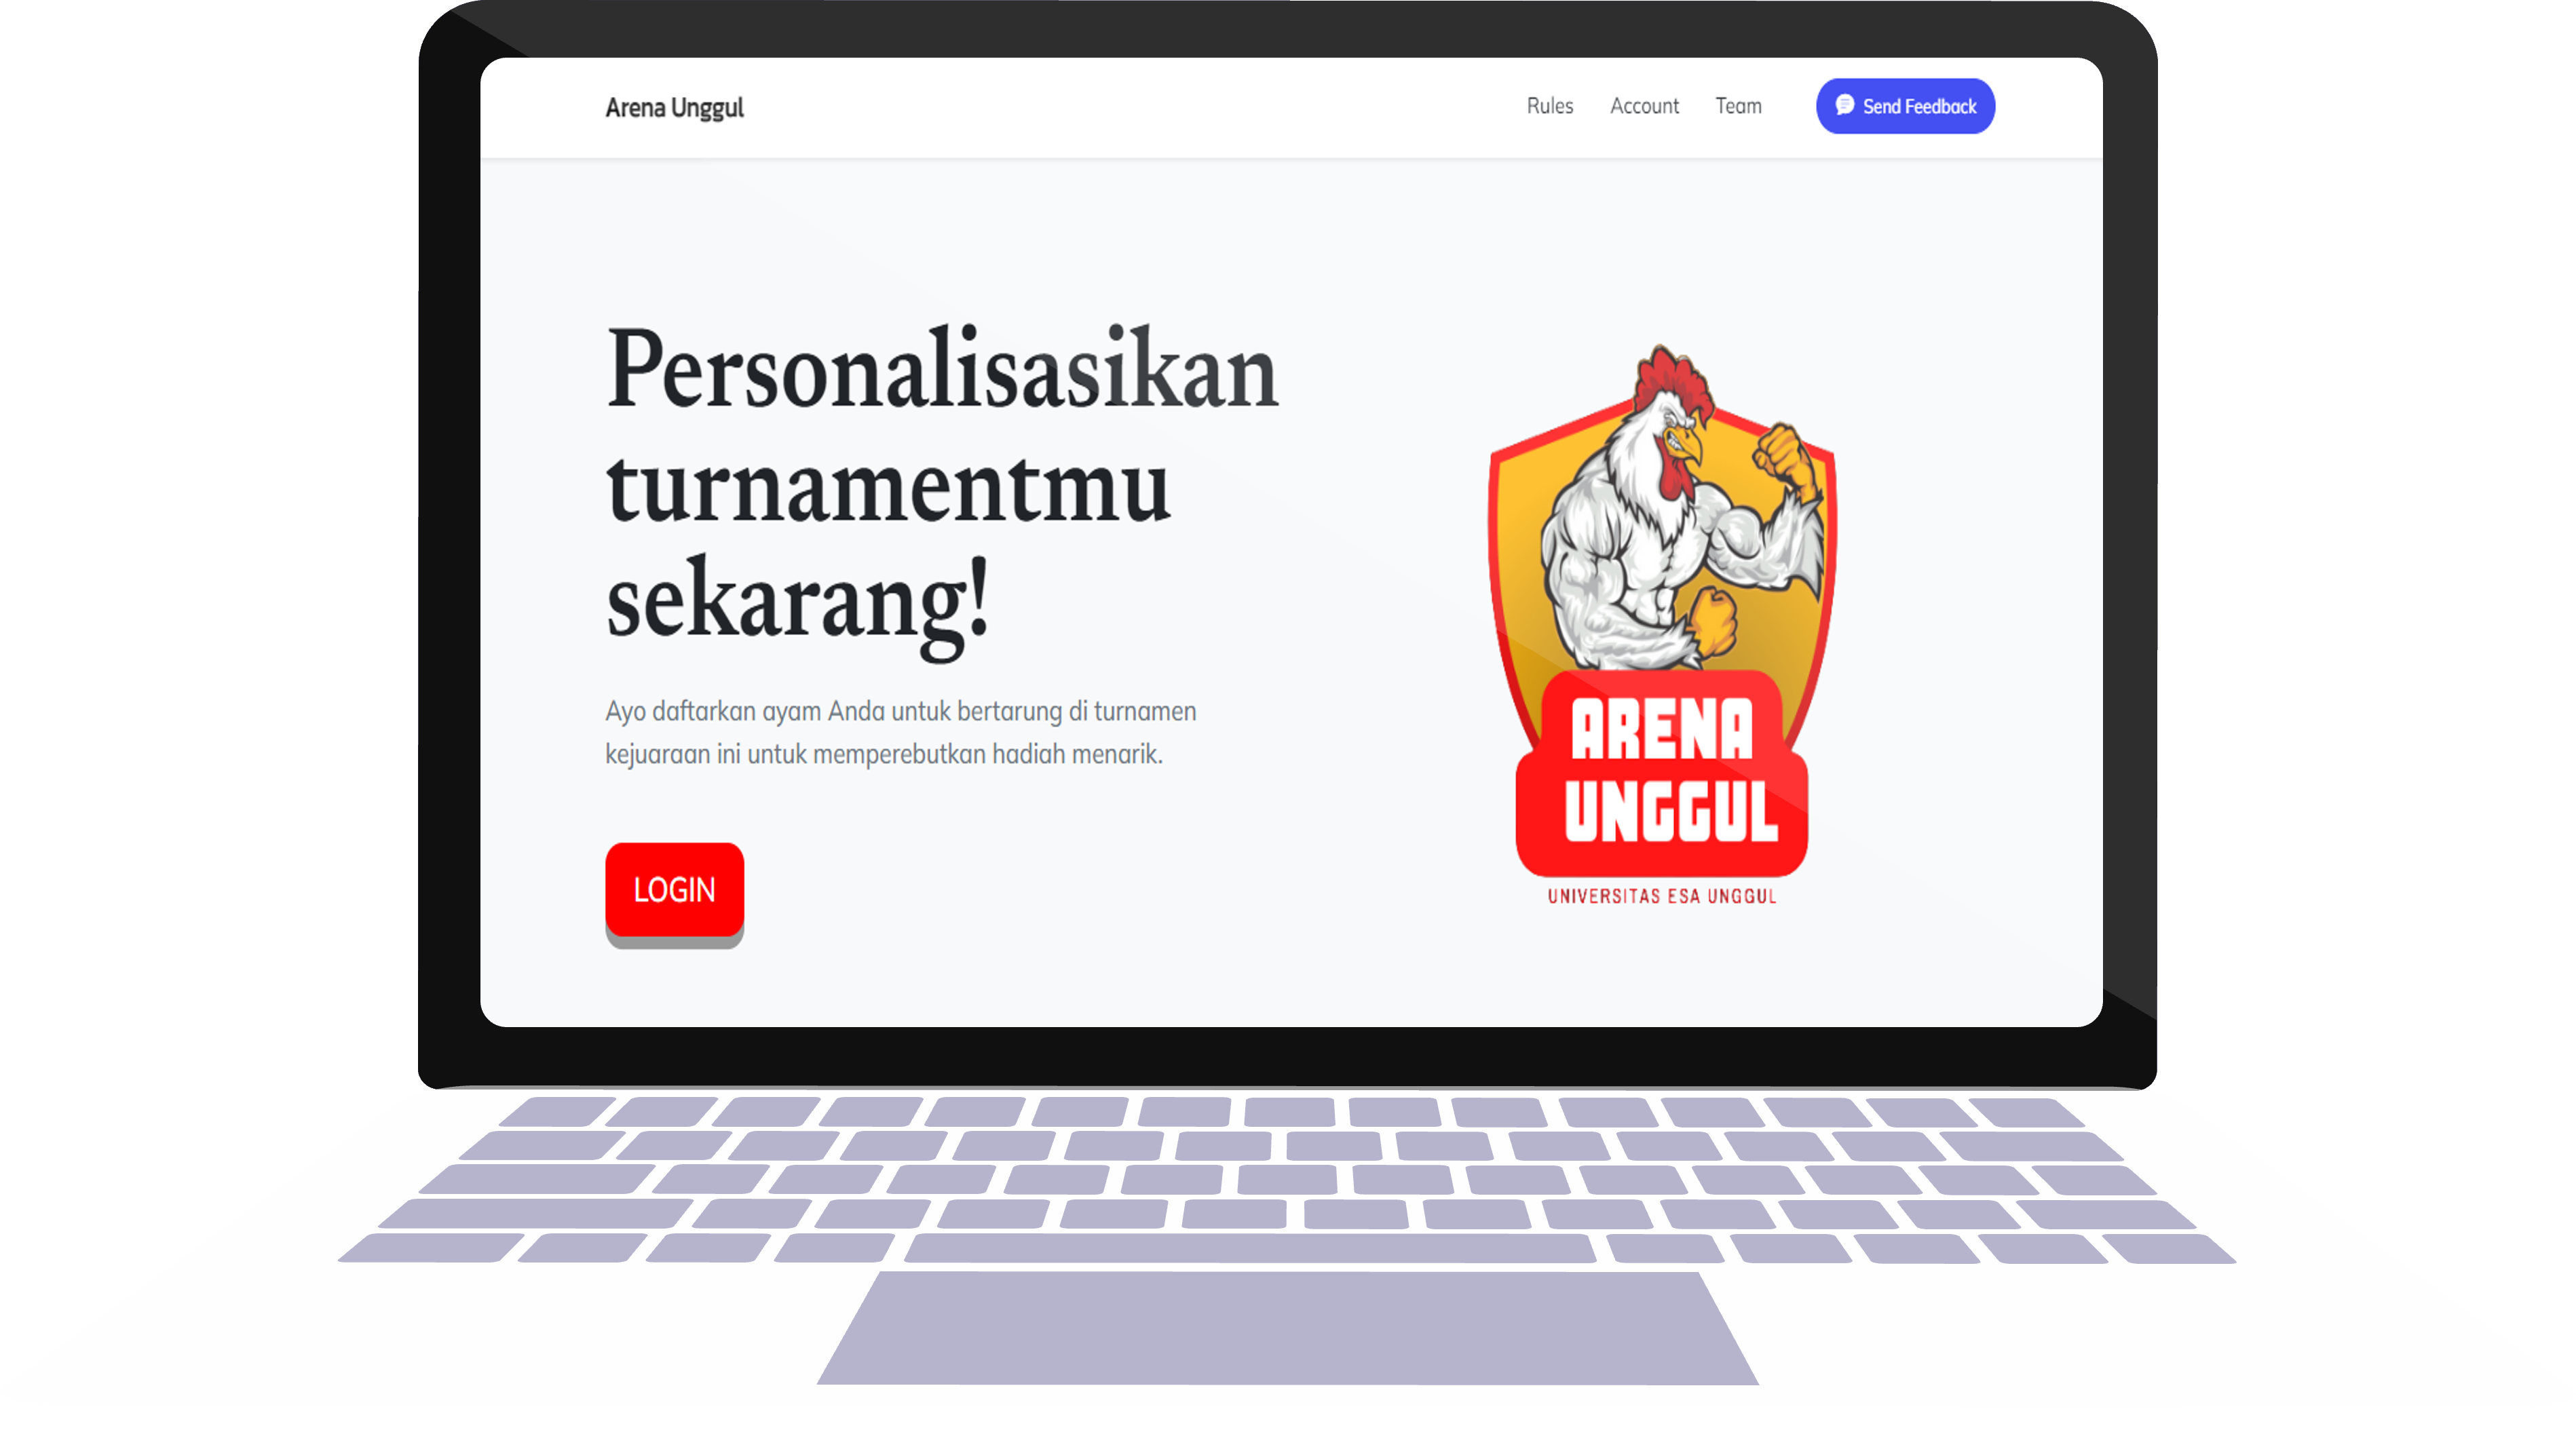 Arena Unggul
Rules Account Team Send Feedback
Personalisasikan
turnamentmu
sekarang!
Ayo daftarkan ayam Anda untuk bertarung di turnamen
kejuaraan ini untuk memperebutkan hadiah menarik.
LOGIN
ARENA
UNGGUL
UNIVERSITAS ESA UNGGUL